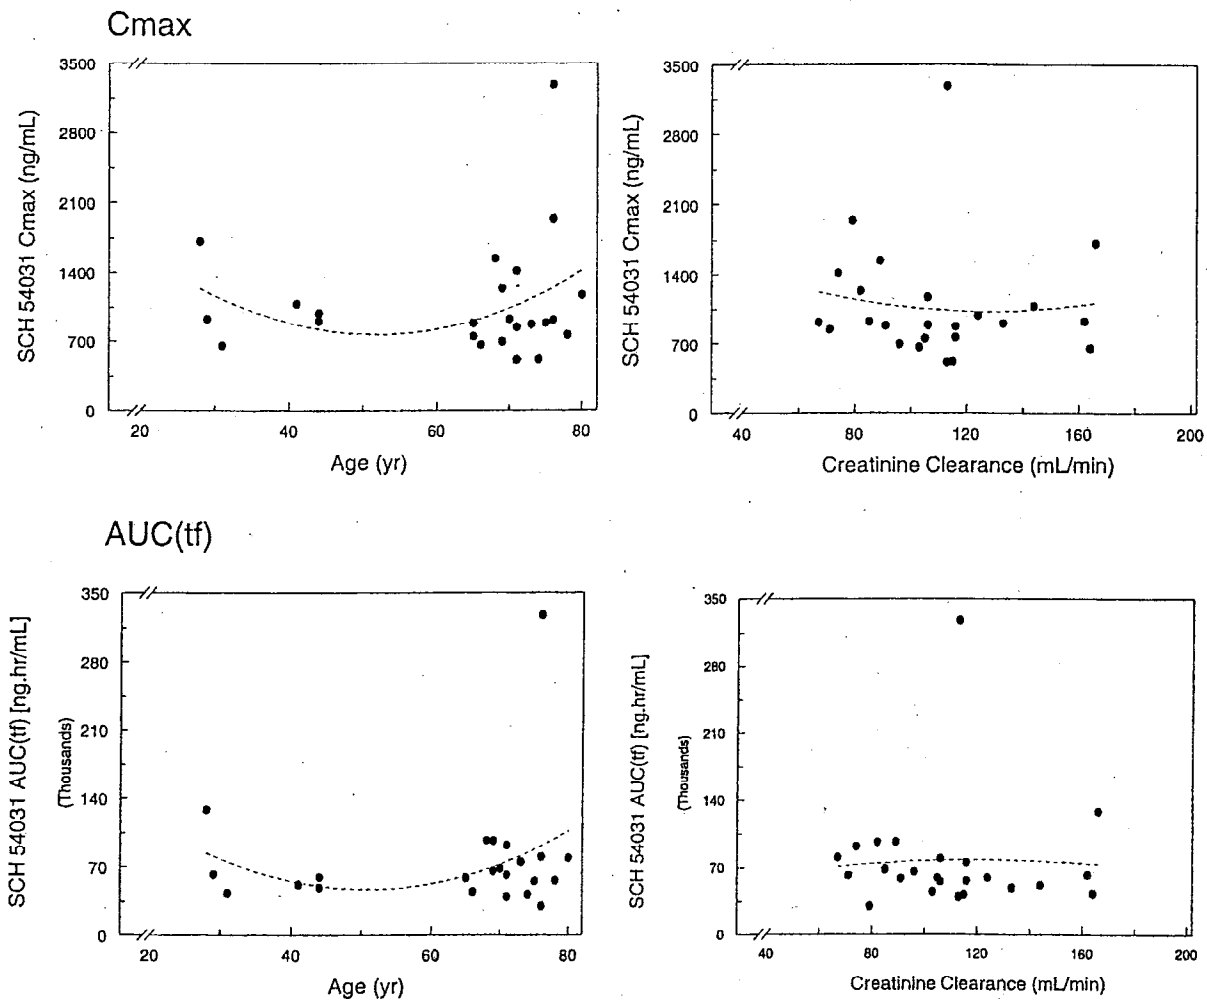 Cmax
SCH 54031 Cmax (ng/mL)
3500
2800
2100
1400
700
0
20 40 60 80
Age (yr)
SCH 54031 Cmax (ng/mL)
3500
2800
2100
1400
700
0
40 80 120 160 200
Creatinine Clearance (mL/min)
AUC(tf)
SCH 54031 AUC(tf) [ng.hr/mL]
(Thousands)
350
280
210
140
70
0
20 40 60 80
Age (yr)
SCH 54031 AUC(tf) [ng.hr/mL]
(Thousands)
350
280
210
140
70
0
40 80 120 160 200
Creatinine Clearance (mL/min)